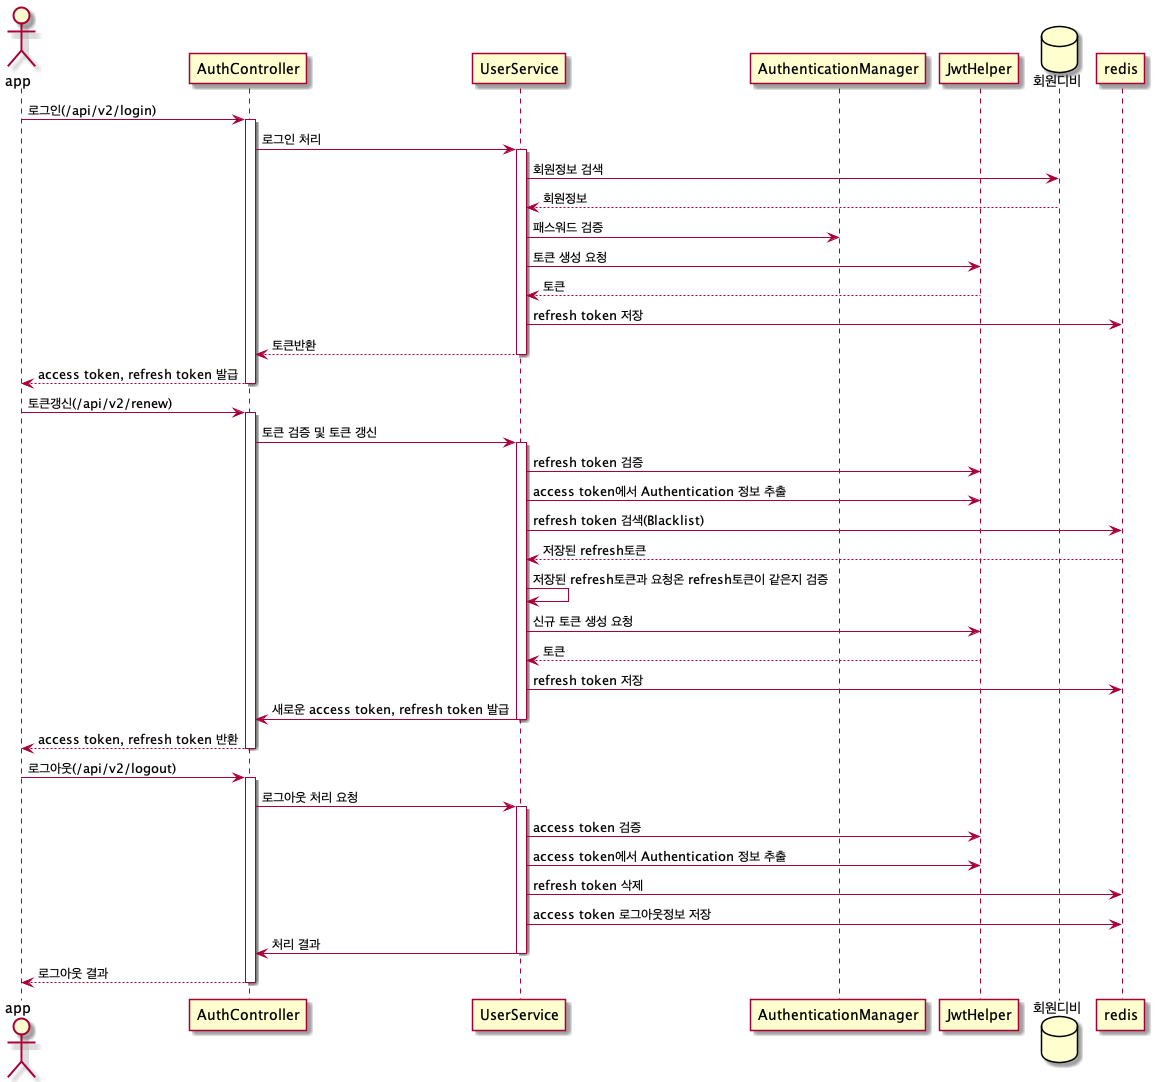 app
AuthController
UserService
AuthenticationManager
JwtHelper
회원디비
redis
로그인(/api/v2/login)
로그인 처리
회원정보 검색
회원정보
패스워드 검증
토큰 생성 요청
토큰
refresh token 저장
토큰반환
access token, refresh token 발급
토큰갱신(/api/v2/renew)
토큰 검증 및 토큰 갱신
refresh token 검증
access token에서 Authentication 정보 추출
refresh token 검색(Blacklist)
저장된 refresh토큰
저장된 refresh토큰과 요청온 refresh토큰이 같은지 검증
신규 토큰 생성 요청
토큰
refresh token 저장
새로운 access token, refresh token 발급
access token, refresh token 반환
로그아웃(/api/v2/logout)
로그아웃 처리 요청
access token 검증
access token에서 Authentication 정보 추출
refresh token 삭제
access token 로그아웃정보 저장
처리 결과
로그아웃 결과
app
AuthController
UserService
AuthenticationManager
JwtHelper
회원디비
redis